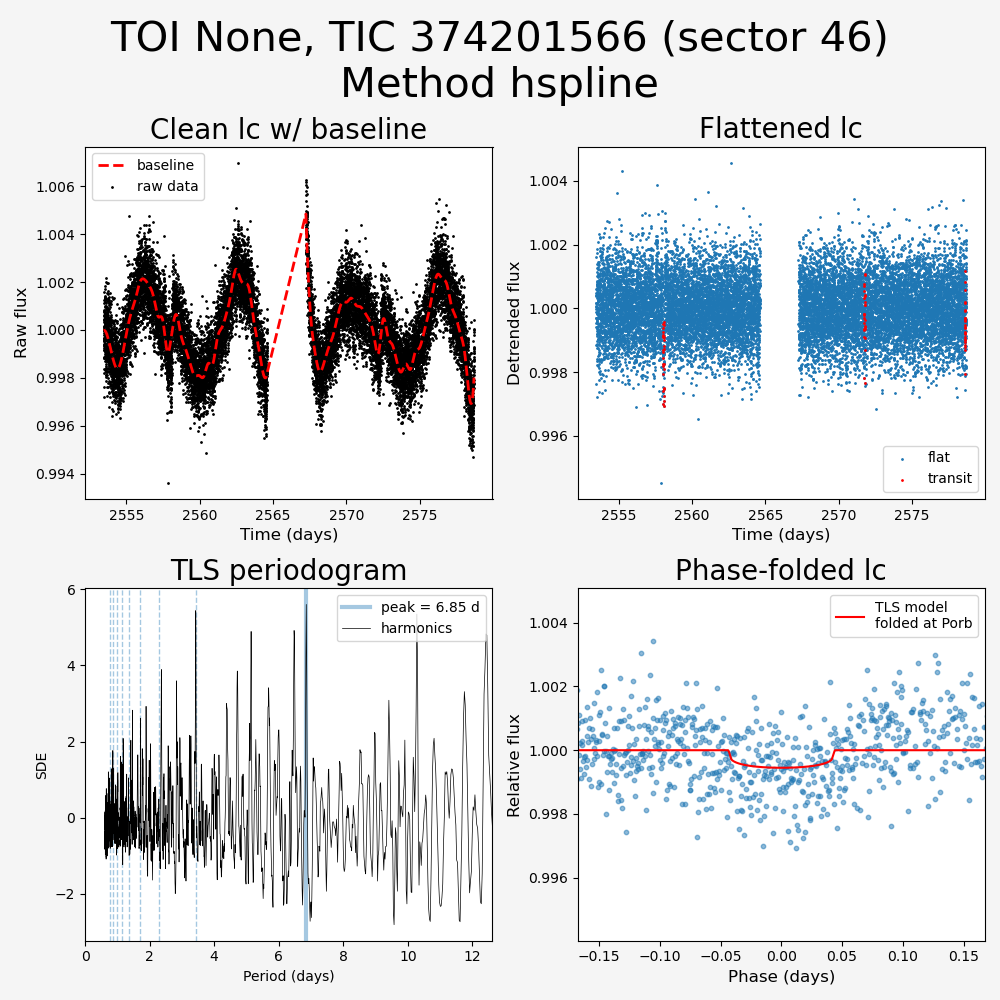 TOI None, TIC 374201566 (sector 46)
Method hspline
Clean lc w/ baseline
baseline
raw data
1.006
1.004
1.002
1.000
0.998
0.996
0.994
Raw flux
2555
2560
2565
2570
2575
Time (days)
Flattened lc
1.004
1.002
1.000
0.998
0.996
Detrended flux
flat
transit
2555
2560
2565
2570
2575
Time (days)
TLS periodogram
peak = 6.85 d
harmonics
6
4
2
0
−2
SDE
0
2
4
6
8
10
12
Period (days)
Phase-folded lc
TLS model
folded at Porb
1.004
1.002
1.000
0.998
0.996
Relative flux
−0.15
−0.10
−0.05
0.00
0.05
0.10
0.15
Phase (days)